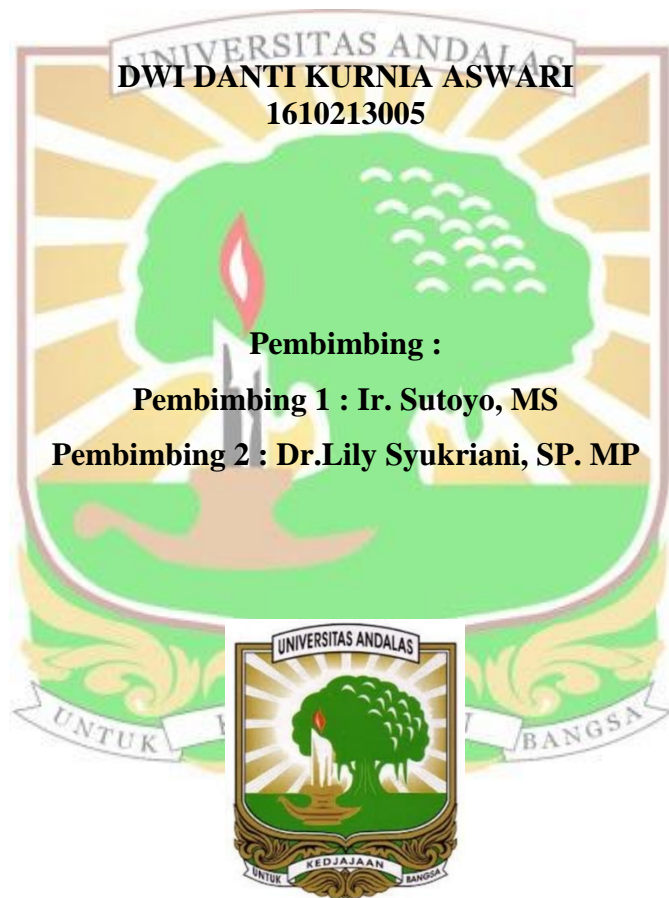 UNIVERSITAS ANDALAS
DWI DANTI KURNIA ASWARI
1610213005
Pembimbing :
Pembimbing 1 : Ir. Sutoyo, MS
Pembimbing 2 : Dr.Lily Syukriani, SP. MP
UNIVERSITAS ANDALAS
UNTUK BANGSA
UNTUK KEDJAJAAN BANGSA